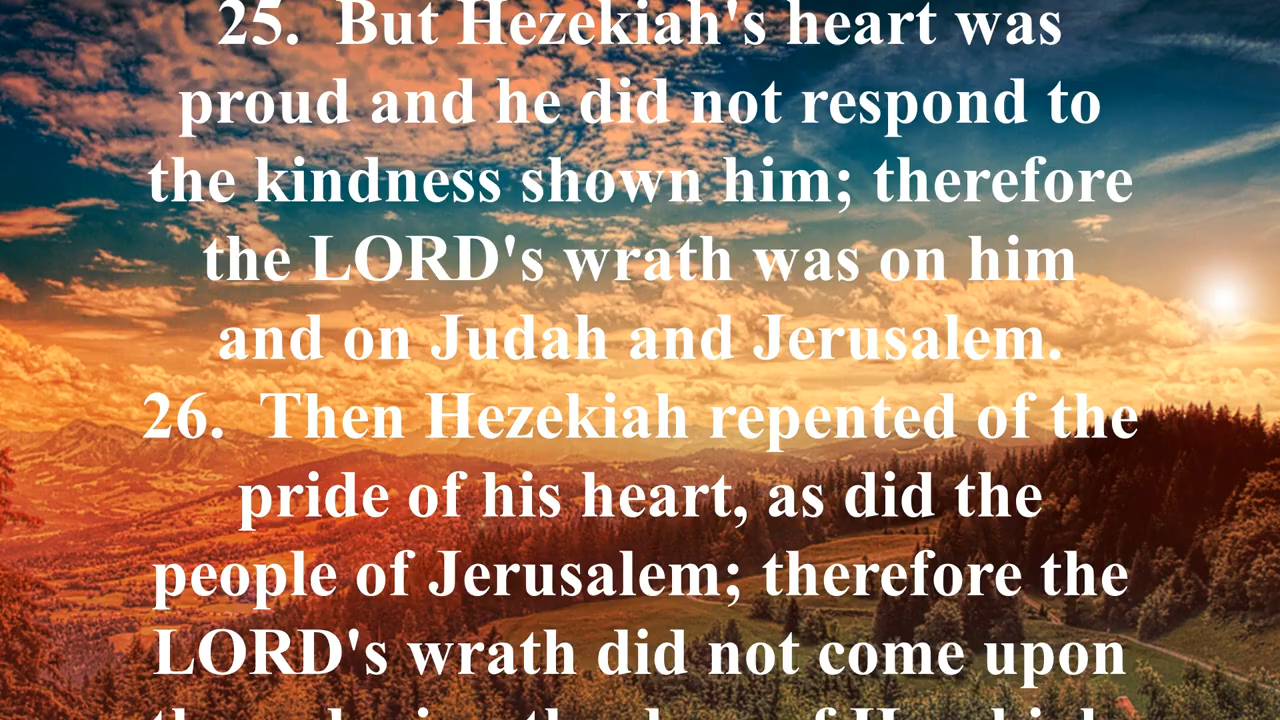 25.  But Hezekiah's heart was
proud and he did not respond to
the kindness shown him; therefore
the LORD's wrath was on him
and on Judah and Jerusalem.
26.  Then Hezekiah repented of the
pride of his heart, as did the
people of Jerusalem; therefore the
LORD's wrath did not come upon